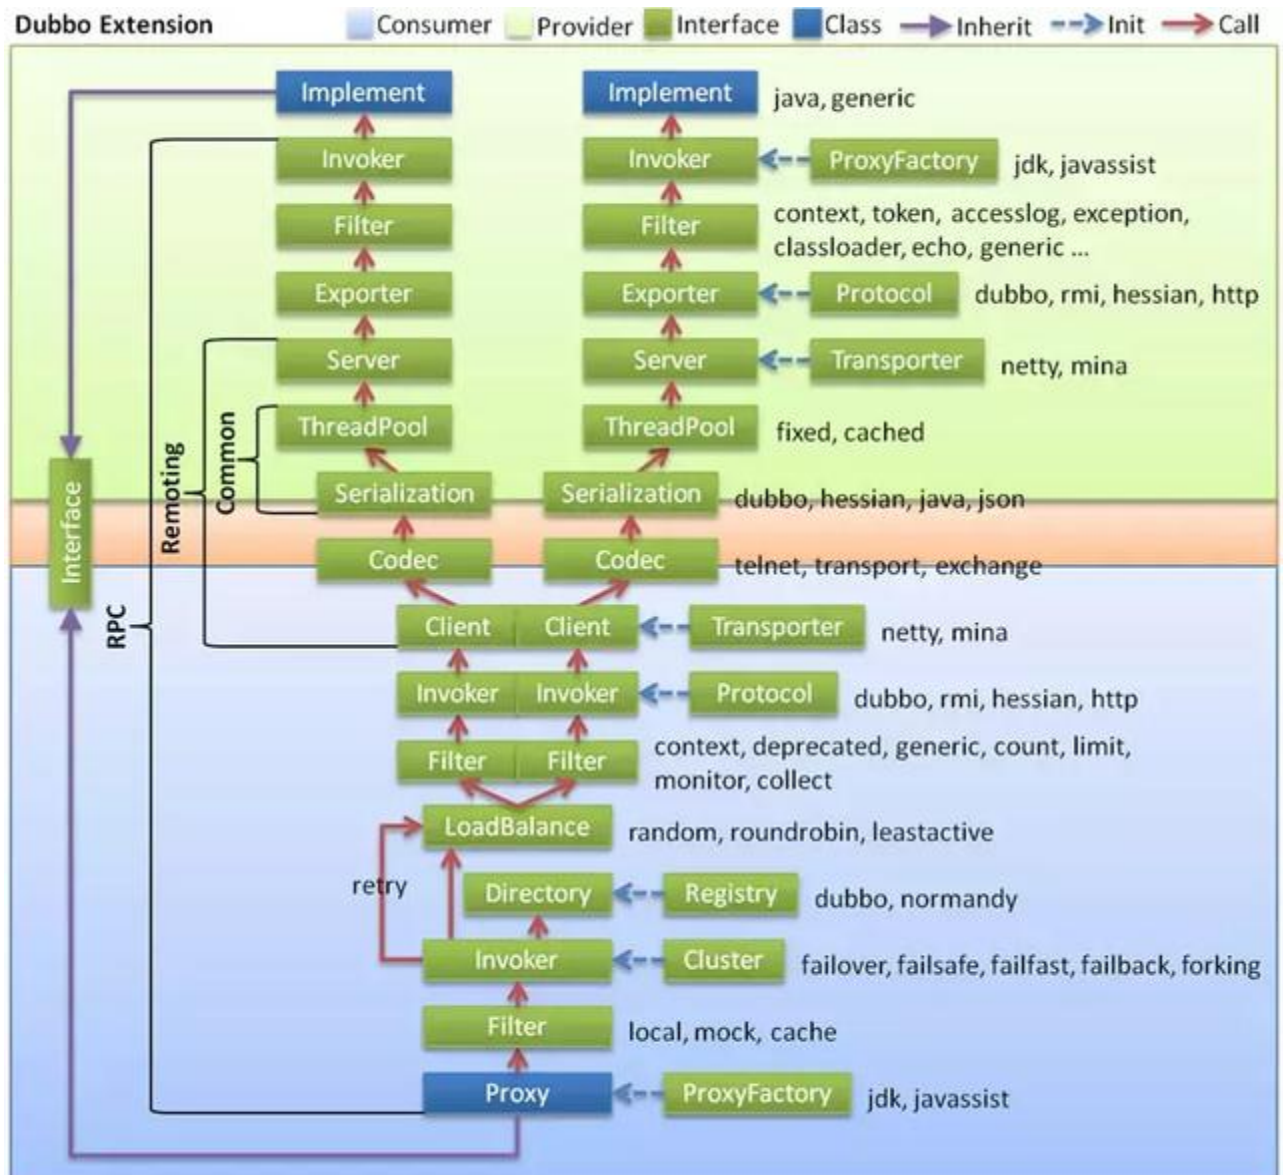 Dubbo Extension Consumer Provider Interface Class Inherit Init Call
Implement Implement java, generic
Invoker Invoker ProxyFactory jdk, javassist
Filter Filter context, token, accesslog, exception,
classloader, echo, generic ...
Exporter Exporter Protocol dubbo, rmi, hessian, http
Server Server Transporter netty, mina
ThreadPool ThreadPool fixed, cached
Common
Remoting
Interface
RPC
Serialization Serialization dubbo, hessian, java, json
Codec Codec telnet, transport, exchange
Client Client Transporter netty, mina
Invoker Invoker Protocol dubbo, rmi, hessian, http
Filter Filter context, deprecated, generic, count, limit,
monitor, collect
LoadBalance random, roundrobin, leastactive
retry
Directory Registry dubbo, normandy
Invoker Cluster failover, failsafe, failfast, failback, forking
Filter local, mock, cache
Proxy ProxyFactory jdk, javassist